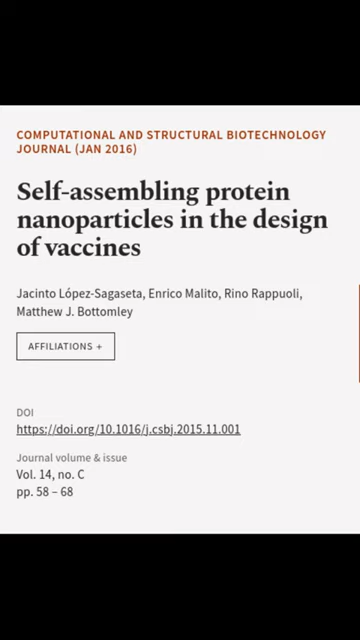 COMPUTATIONAL AND STRUCTURAL BIOTECHNOLOGY
JOURNAL (JAN 2016)
Self-assembling protein
nanoparticles in the design
of vaccines
Jacinto López-Sagaseta, Enrico Malito, Rino Rappuoli,
Matthew J. Bottomley
AFFILIATIONS +
DOI
https://doi.org/10.1016/j.csbj.2015.11.001
Journal volume & issue
Vol. 14, no. C
pp. 58 – 68